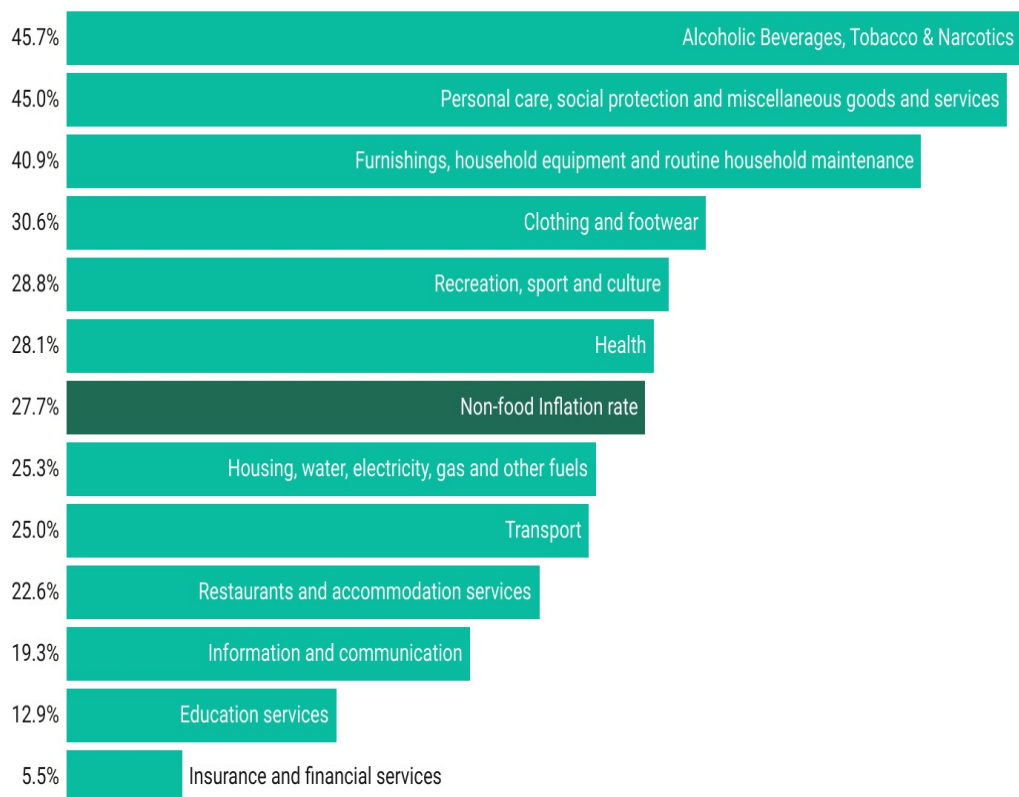 45.7% Alcoholic Beverages, Tobacco & Narcotics
45.0% Personal care, social protection and miscellaneous goods and services
40.9% Furnishings, household equipment and routine household maintenance
30.6% Clothing and footwear
28.8% Recreation, sport and culture
28.1% Health
27.7% Non-food Inflation rate
25.3% Housing, water, electricity, gas and other fuels
25.0% Transport
22.6% Restaurants and accommodation services
19.3% Information and communication
12.9% Education services
5.5% Insurance and financial services